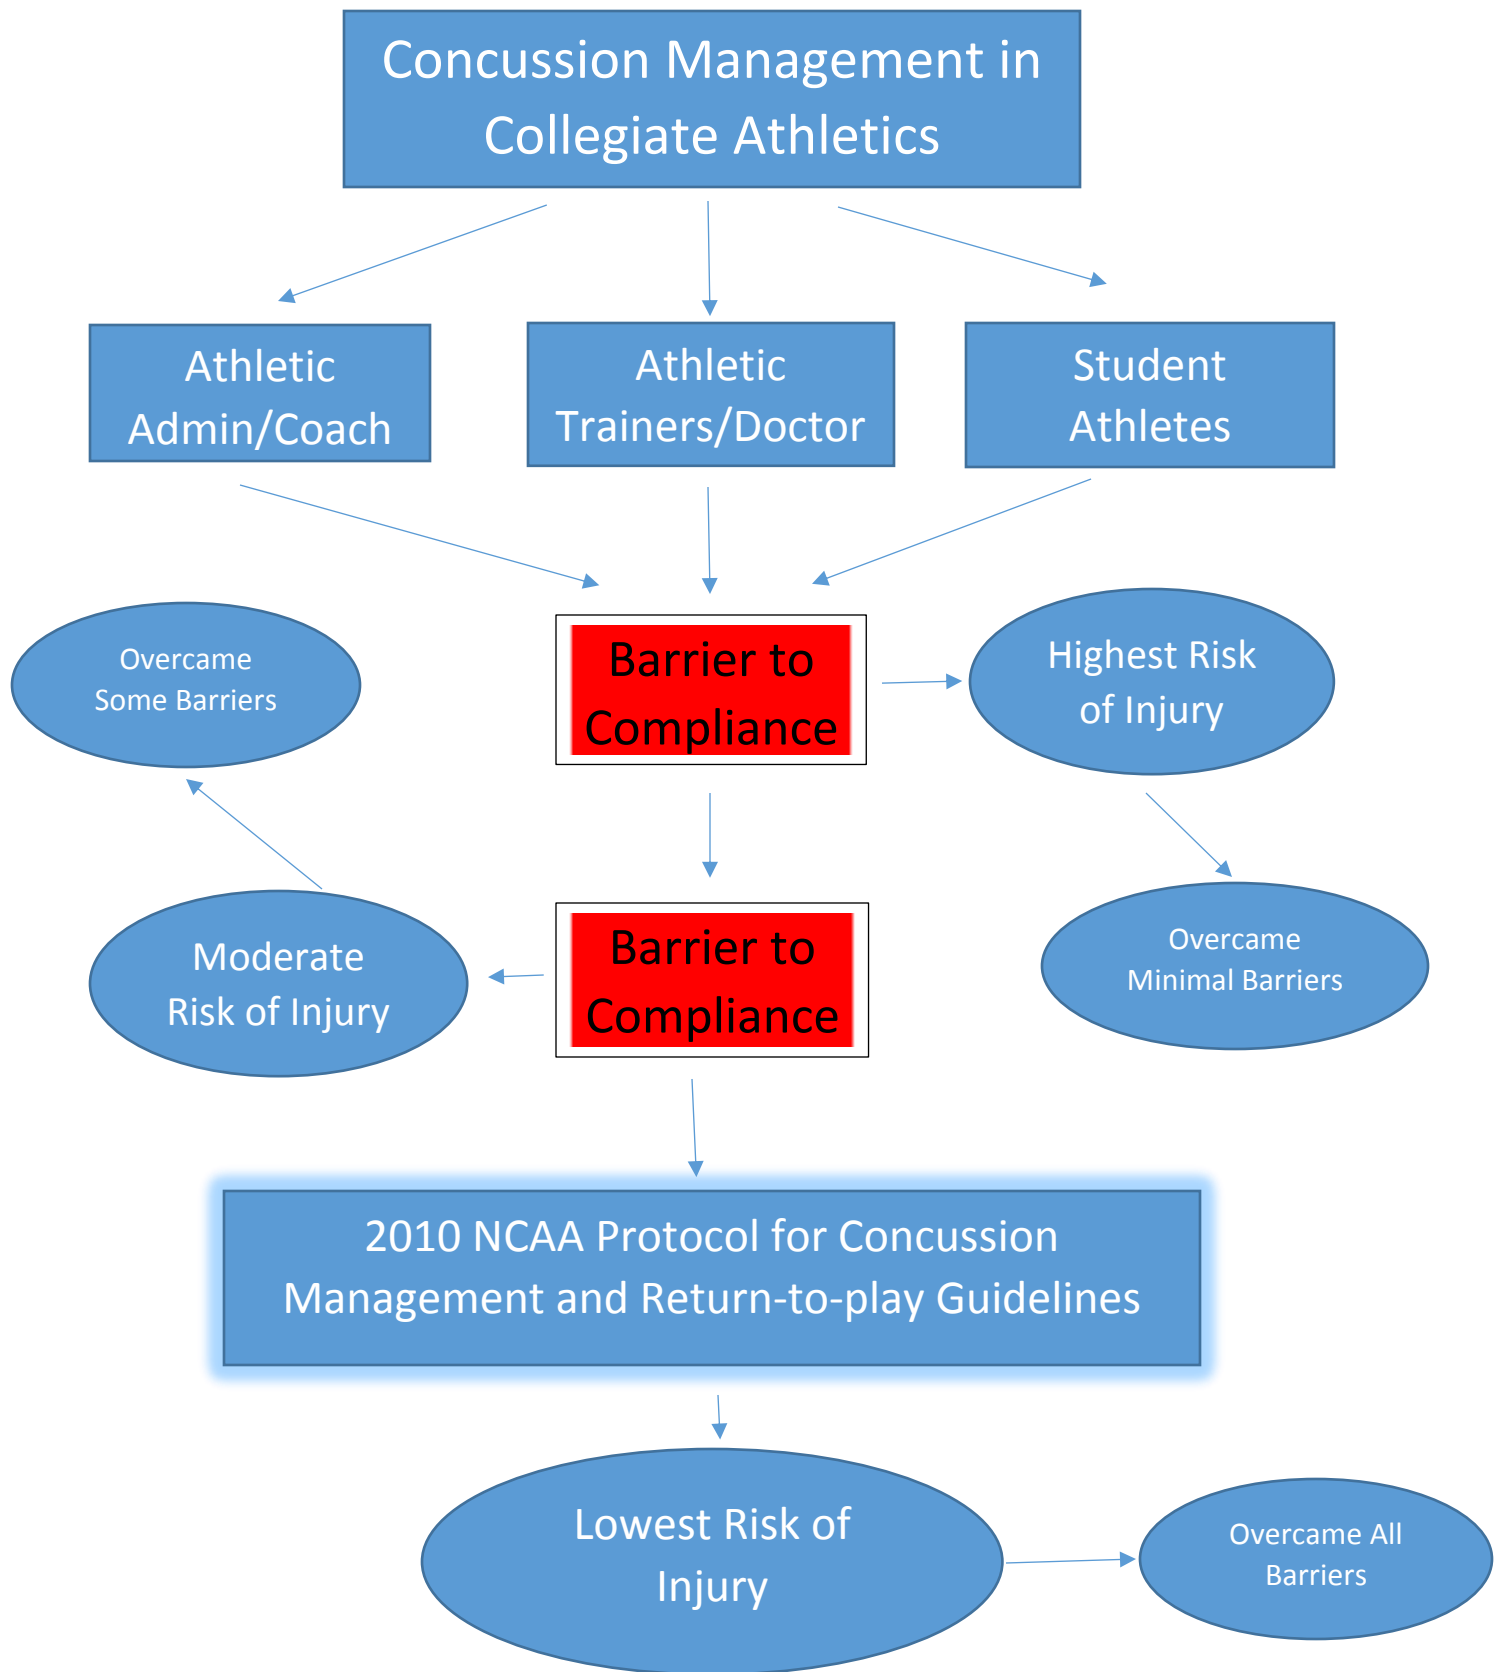 Concussion Management in
Collegiate Athletics
Athletic
Admin/Coach
Athletic
Trainers/Doctor
Student
Athletes
Overcame
Some Barriers
Barrier to
Compliance
Highest Risk
of Injury
Moderate
Risk of Injury
Barrier to
Compliance
Overcame
Minimal Barriers
2010 NCAA Protocol for Concussion
Management and Return-to-play Guidelines
Lowest Risk of
Injury
Overcame All
Barriers